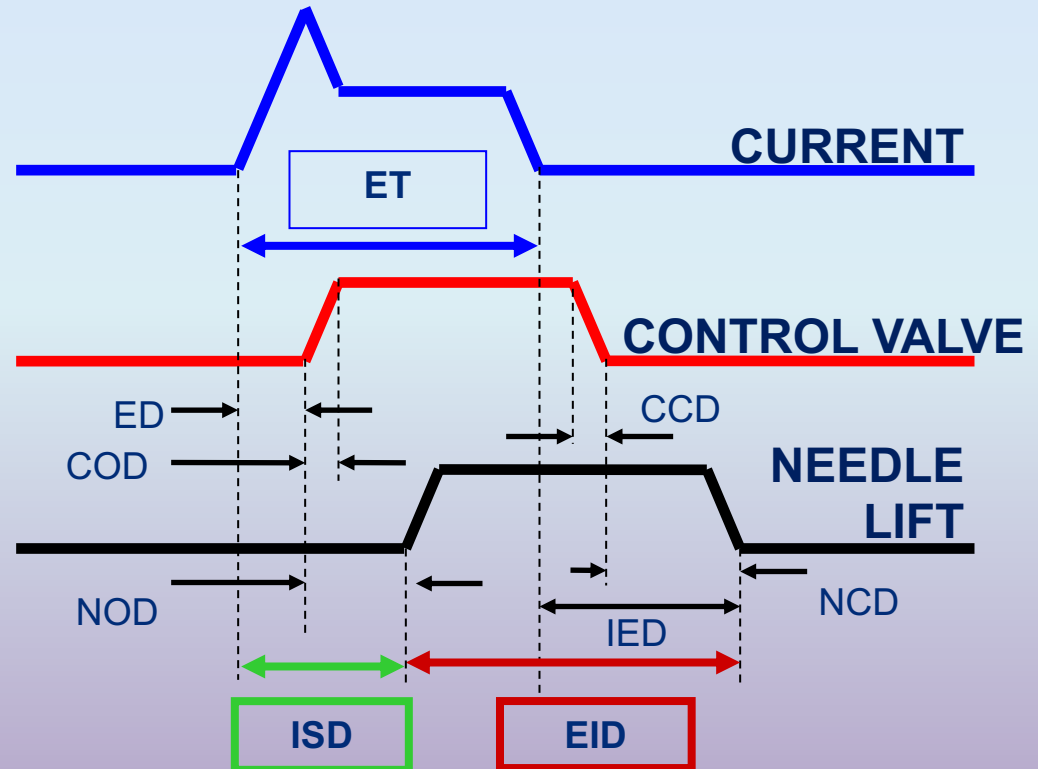 CURRENT
ET
CONTROL VALVE
ED
CCD
COD
NEEDLE
LIFT
NOD
NCD
IED
ISD
EID